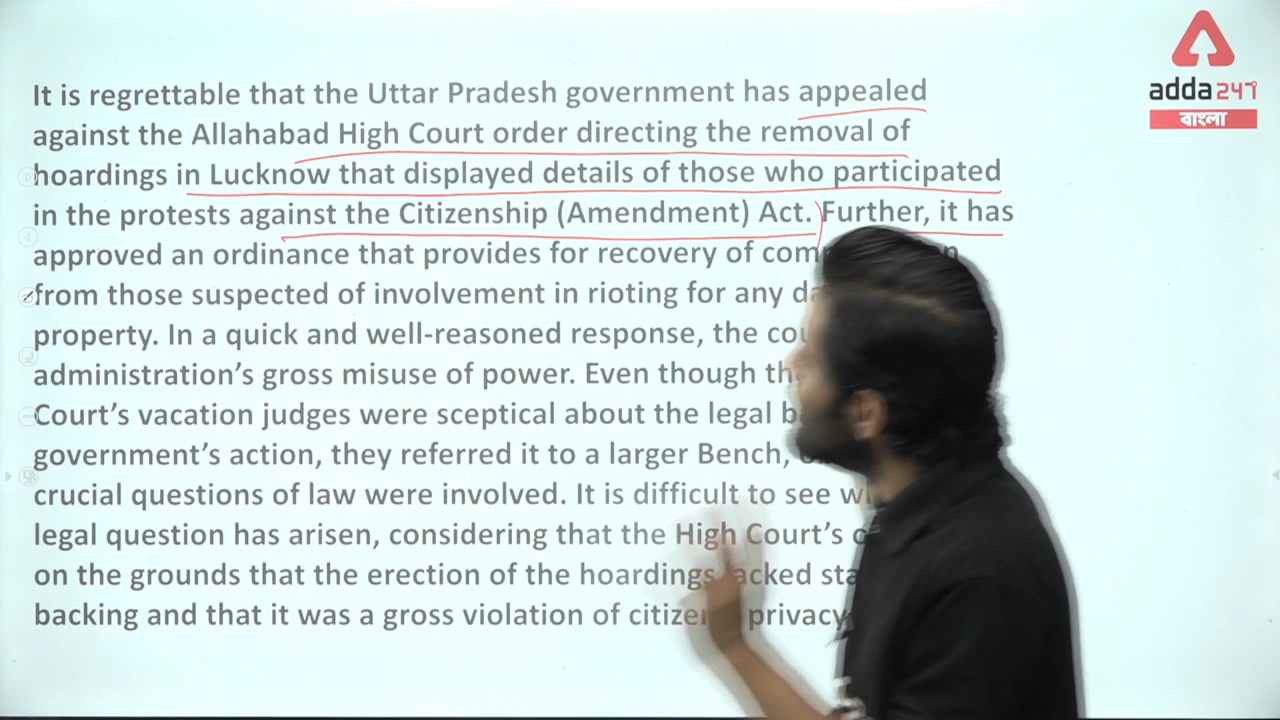 It is regrettable that the Uttar Pradesh government has appealed
against the Allahabad High Court order directing the removal of
hoardings in Lucknow that displayed details of those who participated
in the protests against the Citizenship (Amendment) Act. Further, it has
approved an ordinance that provides for recovery of
from those suspected of involvement in rioting for any
property. In a quick and well-reasoned response, the
administration's gross misuse of power. Even though
Court's vacation judges were sceptical about the legal
government's action, they referred it to a larger Bench,
crucial questions of law were involved. It is difficult to see
legal question has arisen, considering that the High Court's
on the grounds that the erection of the hoardings lacked
backing and that it was a gross violation of privacy
adda247
বাংলা